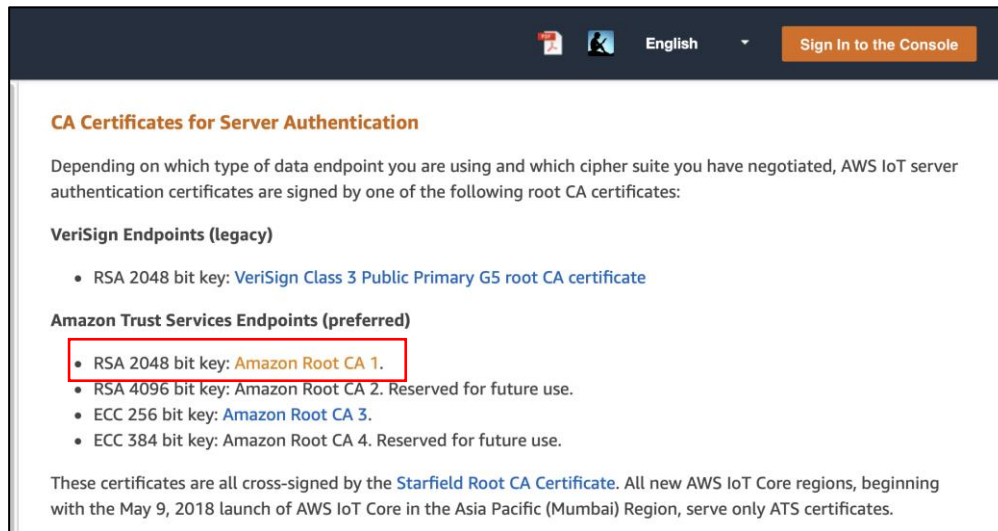 English
Sign In to the Console
CA Certificates for Server Authentication
Depending on which type of data endpoint you are using and which cipher suite you have negotiated, AWS IoT server
authentication certificates are signed by one of the following root CA certificates:
VeriSign Endpoints (legacy)
• RSA 2048 bit key: VeriSign Class 3 Public Primary G5 root CA certificate
Amazon Trust Services Endpoints (preferred)
• RSA 2048 bit key: Amazon Root CA 1.
• RSA 4096 bit key: Amazon Root CA 2. Reserved for future use.
• ECC 256 bit key: Amazon Root CA 3.
• ECC 384 bit key: Amazon Root CA 4. Reserved for future use.
These certificates are all cross-signed by the Starfield Root CA Certificate. All new AWS IoT Core regions, beginning
with the May 9, 2018 launch of AWS IoT Core in the Asia Pacific (Mumbai) Region, serve only ATS certificates.